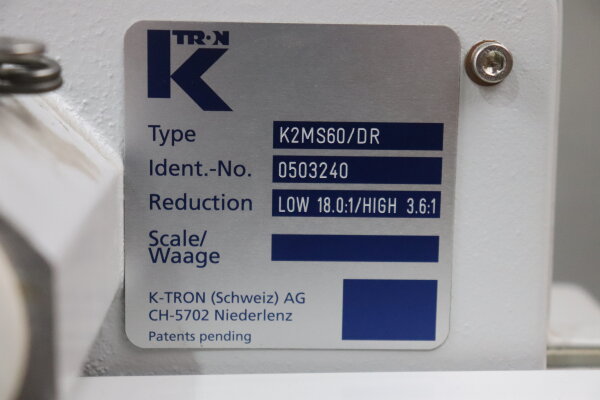 K-TRON
Type K2MS60/DR
Ident.-No. 0503240
Reduction LOW 18.0:1/HIGH 3.6:1
Scale/
Waage
K-TRON (Schweiz) AG
CH-5702 Niederlenz
Patents pending